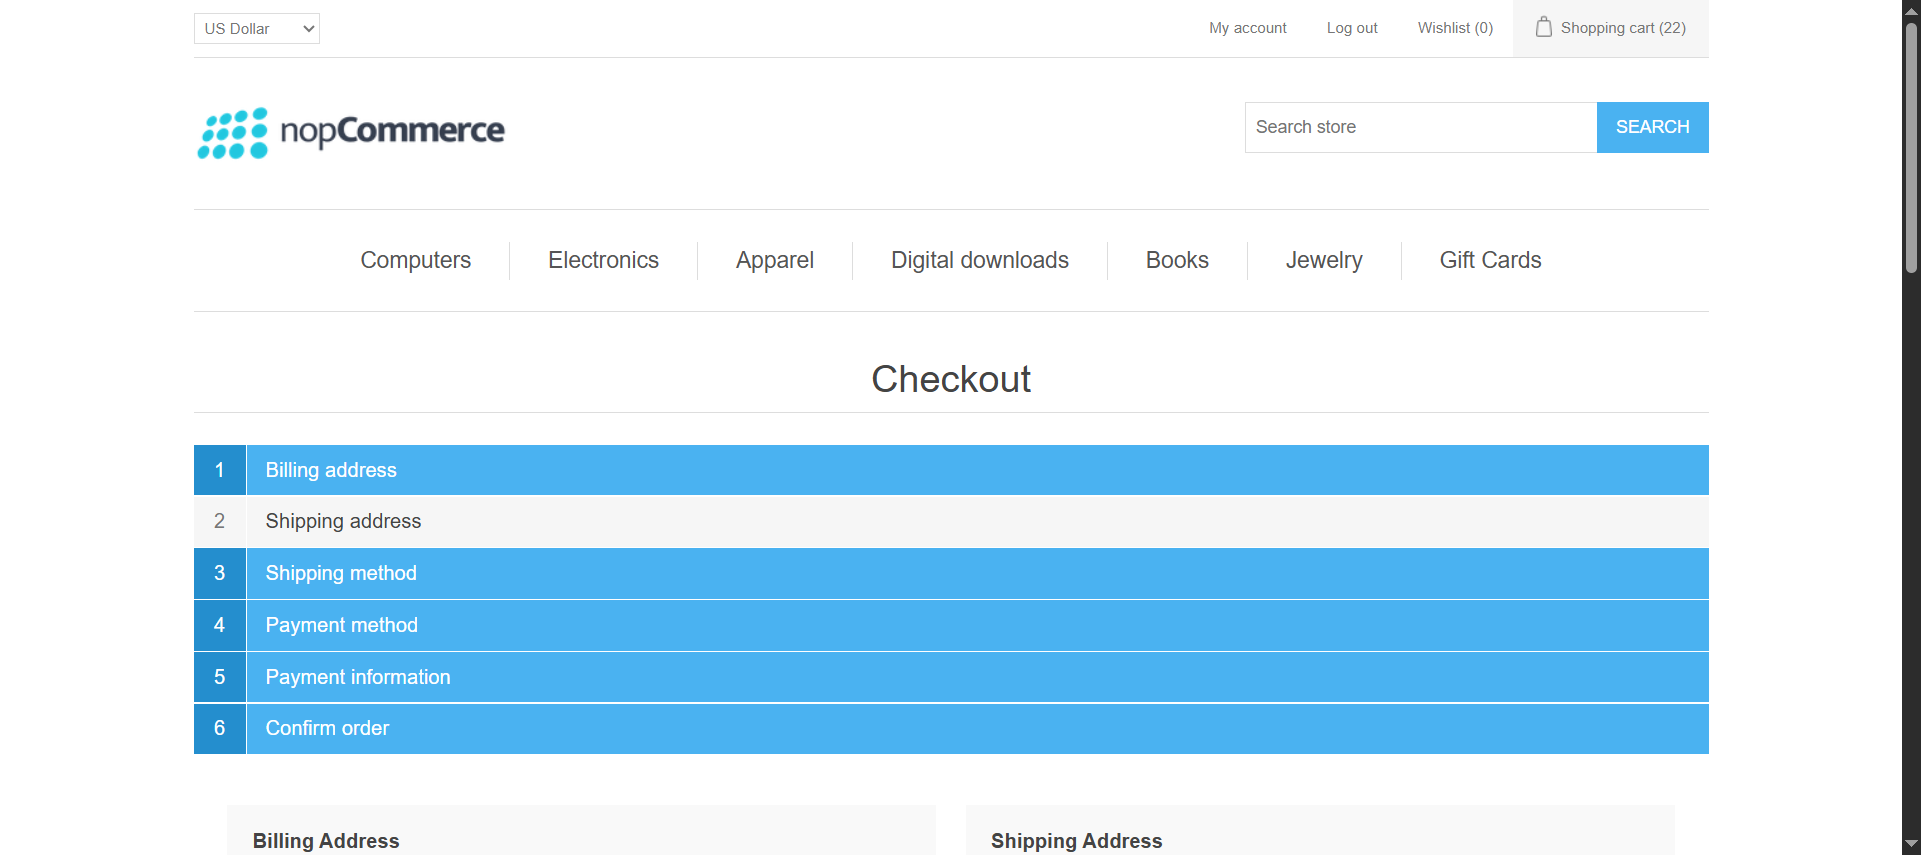 US Dollar
My account
Log out
Wishlist (0)
Shopping cart (22)
nopCommerce
Search store
SEARCH
Computers
Electronics
Apparel
Digital downloads
Books
Jewelry
Gift Cards
Checkout
1 Billing address
2 Shipping address
3 Shipping method
4 Payment method
5 Payment information
6 Confirm order
Billing Address
Shipping Address